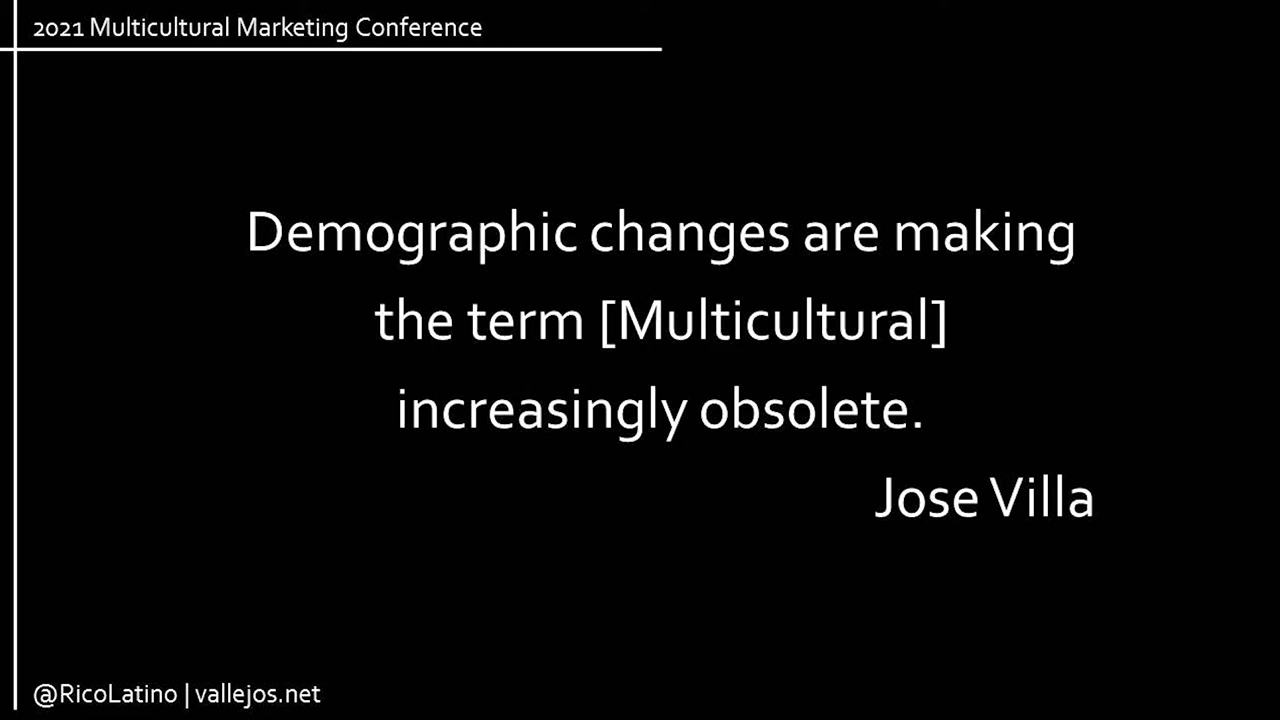 2021 Multicultural Marketing Conference
Demographic changes are making
the term [Multicultural]
increasingly obsolete.
Jose Villa
@RicoLatino | vallejos.net